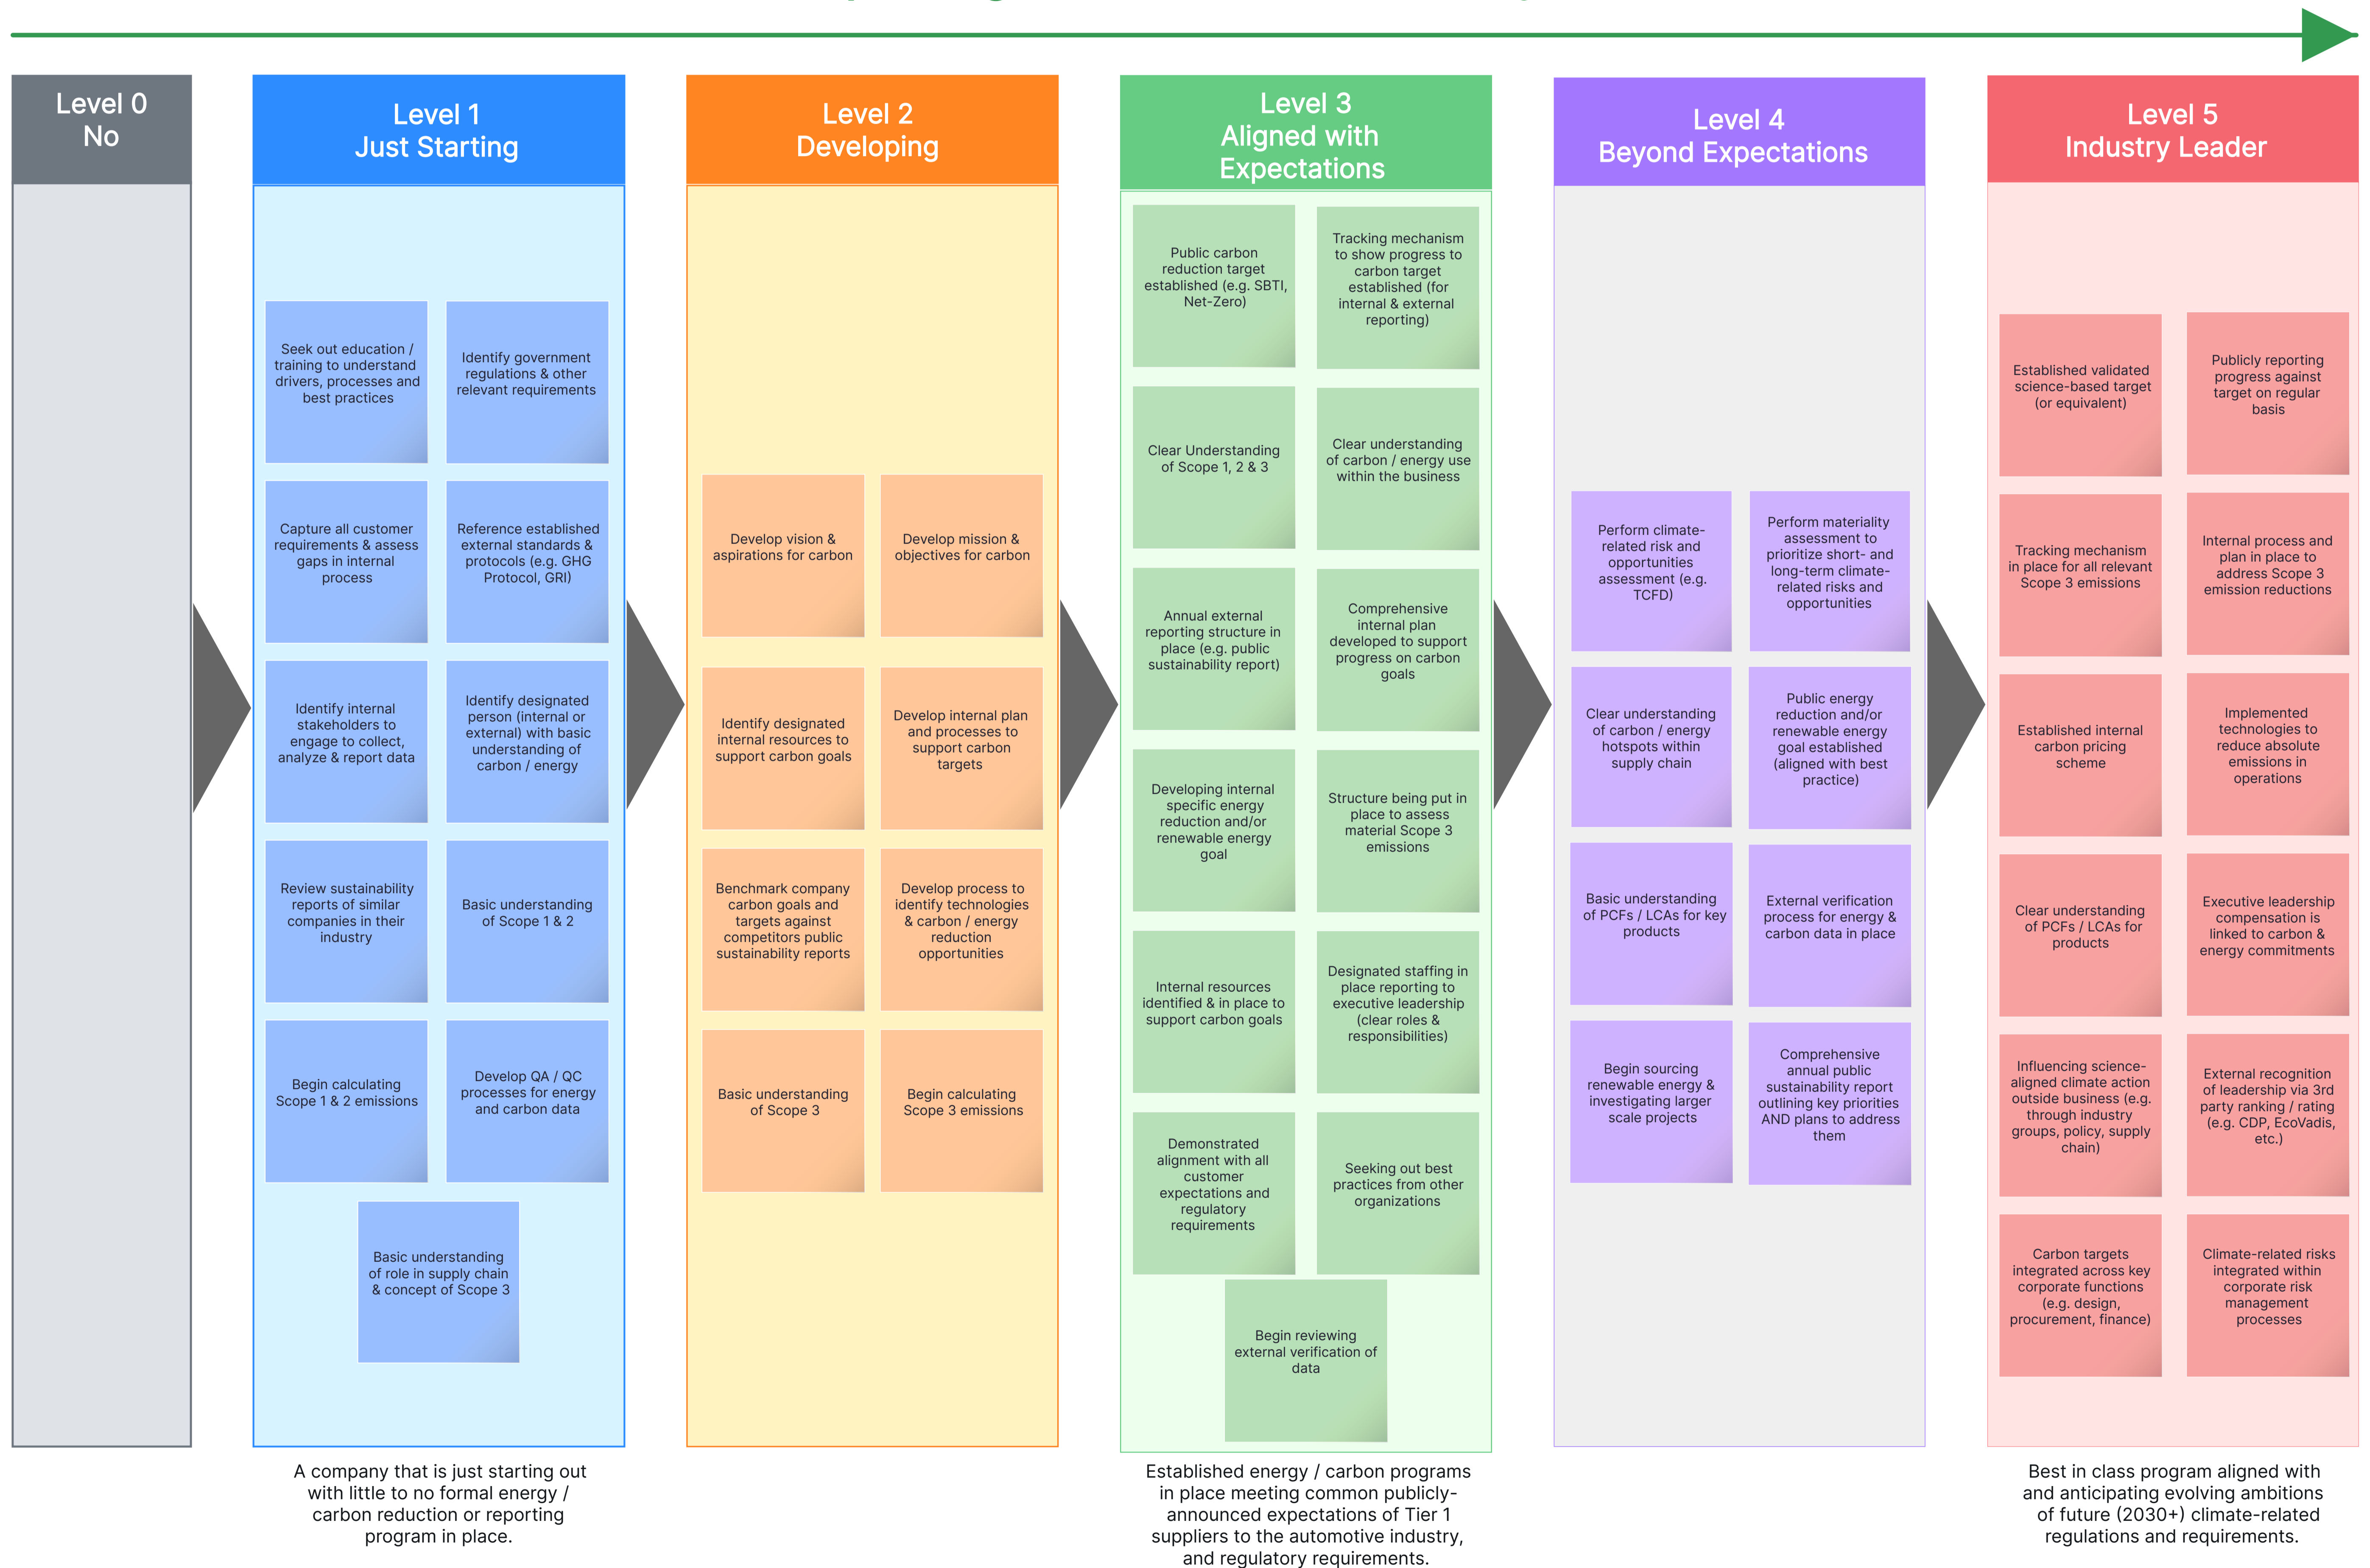 Level 0
No
Level 1
Just Starting
Seek out education /
training to understand
drivers, processes and
best practices
Identify government
regulations & other
relevant requirements
Capture all customer
requirements & assess
gaps in internal
process
Reference established
external standards &
protocols (e.g. GHG
Protocol, GRI)
Identify internal
stakeholders to
engage to collect,
analyze & report data
Identify designated
person (internal or
external) with basic
understanding of
carbon / energy
Review sustainability
reports of similar
companies in their
industry
Basic understanding
of Scope 1 & 2
Begin calculating
Scope 1 & 2 emissions
Develop QA / QC
processes for energy
and carbon data
Basic understanding
of role in supply chain
& concept of Scope 3
A company that is just starting out
with little to no formal energy /
carbon reduction or reporting
program in place.
Level 2
Developing
Develop vision &
aspirations for carbon
Develop mission &
objectives for carbon
Identify designated
internal resources to
support carbon goals
Develop internal plan
and processes to
support carbon
targets
Benchmark company
carbon goals and
targets against
competitors public
sustainability reports
Develop process to
identify technologies
& carbon / energy
reduction
opportunities
Basic understanding
of Scope 3
Begin calculating
Scope 3 emissions
Level 3
Aligned with
Expectations
Public carbon
reduction target
established (e.g. SBTI,
Net-Zero)
Tracking mechanism
to show progress to
carbon target
established (for
internal & external
reporting)
Clear Understanding
of Scope 1, 2 & 3
Clear understanding
of carbon / energy use
within the business
Annual external
reporting structure in
place (e.g. public
sustainability report)
Comprehensive
internal plan
developed to support
progress on carbon
goals
Developing internal
specific energy
reduction and/or
renewable energy
goal
Structure being put in
place to assess
material Scope 3
emissions
Internal resources
identified & in place to
support carbon goals
Designated staffing in
place reporting to
executive leadership
(clear roles &
responsibilities)
Demonstrated
alignment with all
customer
expectations and
regulatory
requirements
Seeking out best
practices from other
organizations
Begin reviewing
external verification of
data
Established energy / carbon programs
in place meeting common publicly-
announced expectations of Tier 1
suppliers to the automotive industry,
and regulatory requirements.
Level 4
Beyond Expectations
Perform climate-
related risk and
opportunities
assessment (e.g.
TCFD)
Perform materiality
assessment to
prioritize short- and
long-term climate-
related risks and
opportunities
Clear understanding
of carbon / energy
hotspots within
supply chain
Public energy
reduction and/or
renewable energy
goal established
(aligned with best
practice)
Basic understanding
of PCFs / LCAs for key
products
External verification
process for energy &
carbon data in place
Begin sourcing
renewable energy &
investigating larger
scale projects
Comprehensive
annual public
sustainability report
outlining key priorities
AND plans to address
them
Level 5
Industry Leader
Established validated
science-based target
(or equivalent)
Publicly reporting
progress against
target on regular
basis
Tracking mechanism
in place for all relevant
Scope 3 emissions
Internal process and
plan in place to
address Scope 3
emission reductions
Established internal
carbon pricing
scheme
Implemented
technologies to
reduce absolute
emissions in
operations
Clear understanding
of PCFs / LCAs for
products
Executive leadership
compensation is
linked to carbon &
energy commitments
Influencing science-
aligned climate action
outside business (e.g.
through industry
groups, policy, supply
chain)
External recognition
of leadership via 3rd
party ranking / rating
(e.g. CDP, EcoVadis,
etc.)
Carbon targets
integrated across key
corporate functions
(e.g. design,
procurement, finance)
Climate-related risks
integrated within
corporate risk
management
processes
Best in class program aligned with
and anticipating evolving ambitions
of future (2030+) climate-related
regulations and requirements.